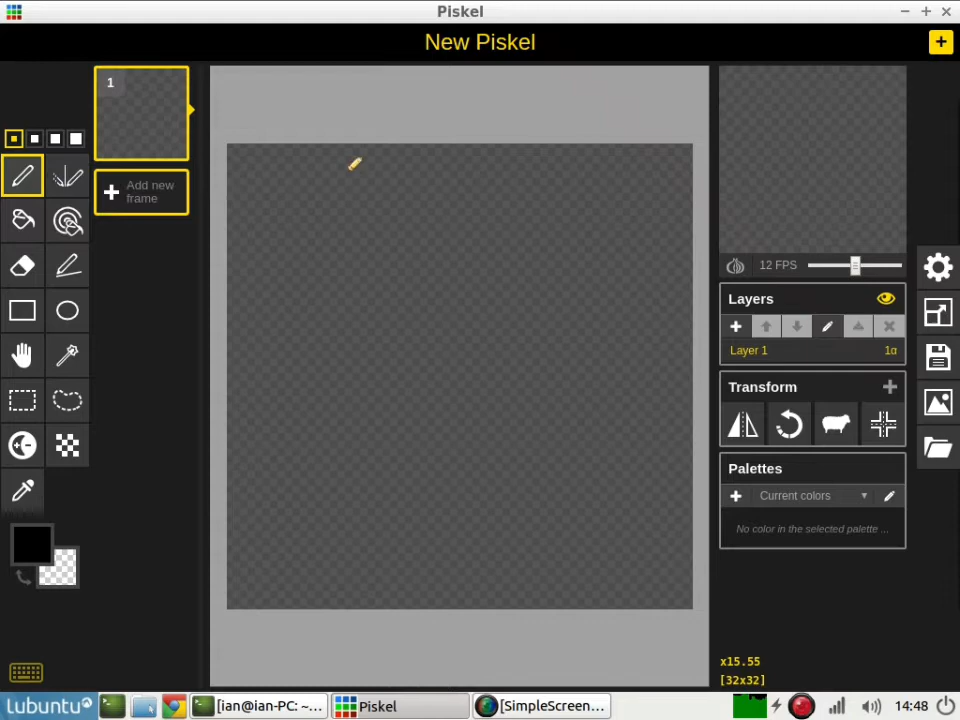 Piskel
New Piskel
1
Add new
frame
12 FPS
Layers
Layer 1
1α
Transform
Palettes
Current colors
No color in the selected palette ...
x15.55
[32x32]
lubuntu
[ian@ian-PC: ~...
Piskel
[SimpleScreen...
14:48